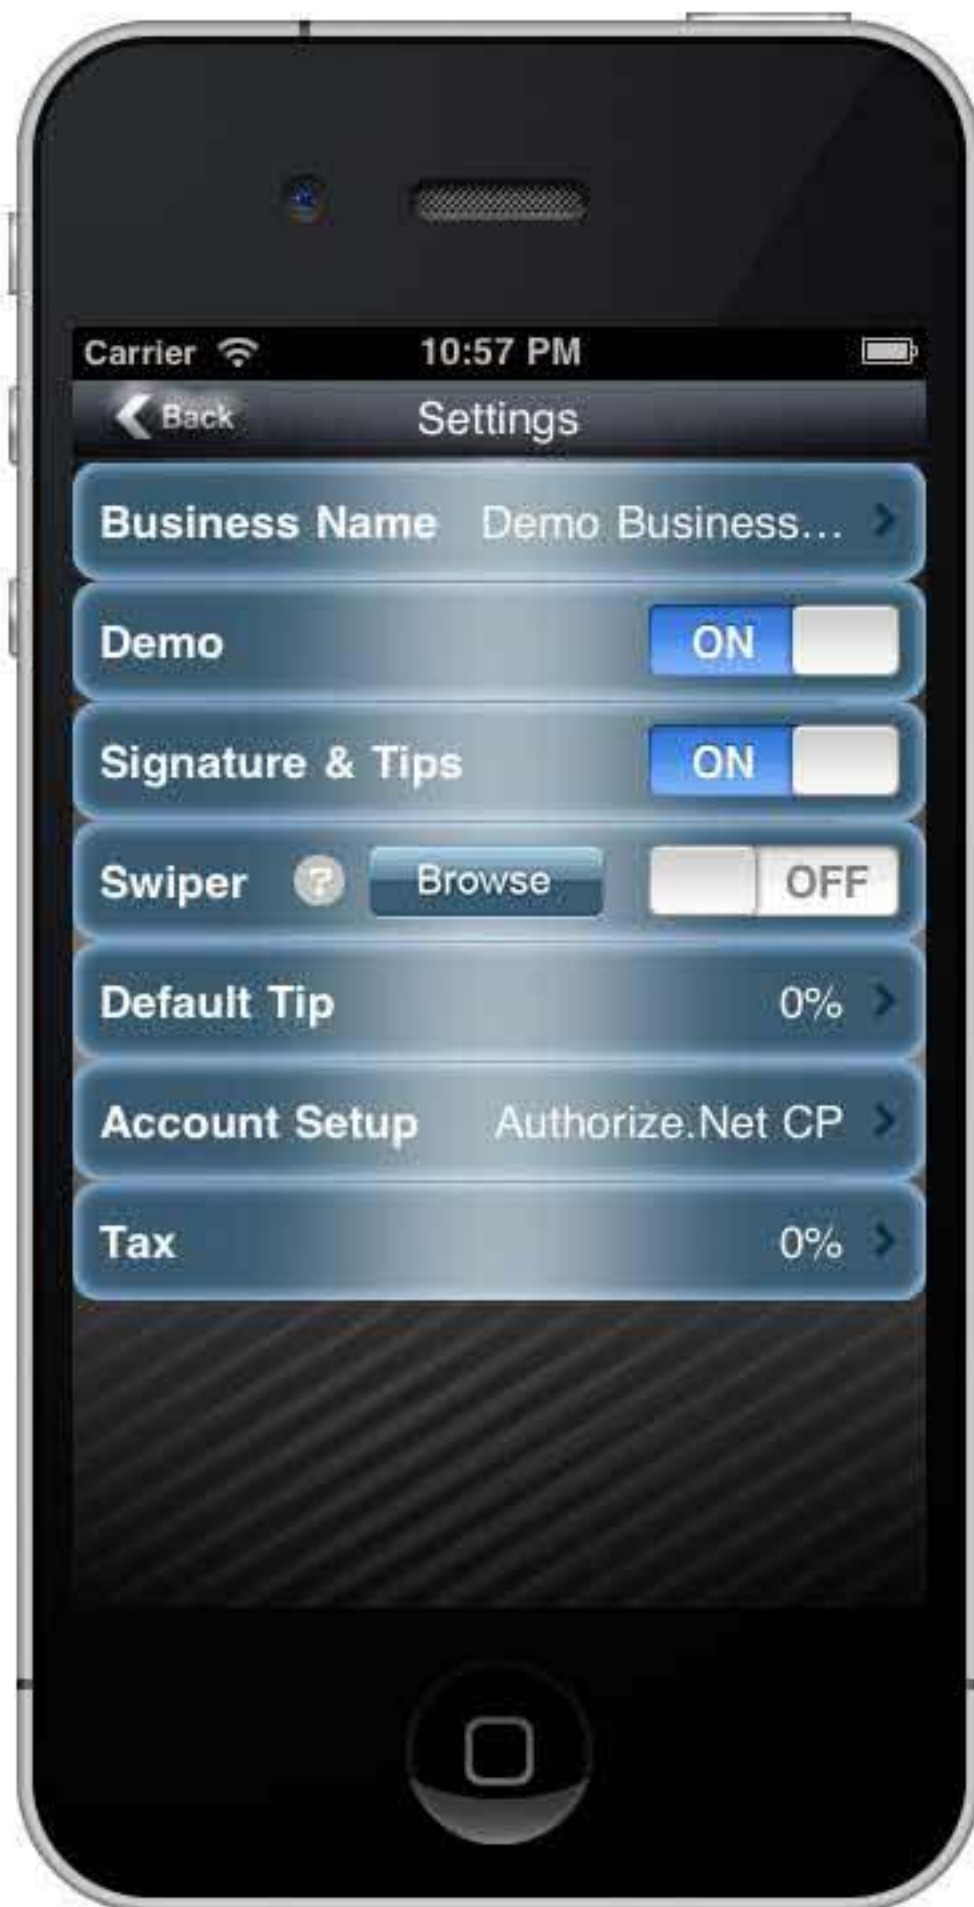 Carrier 10:57 PM
Back Settings
Business Name Demo Business...
Demo ON
Signature & Tips ON
Swiper ? Browse OFF
Default Tip 0%
Account Setup Authorize.Net CP
Tax 0%